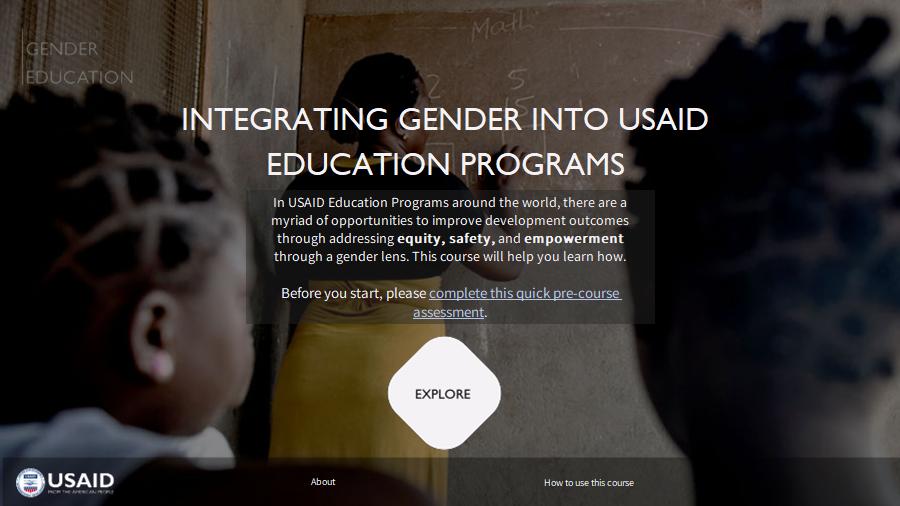 GENDER
EDUCATION
Math
2 5
5
INTEGRATING GENDER INTO USAID
EDUCATION PROGRAMS
In USAID Education Programs around the world, there are a
myriad of opportunities to improve development outcomes
through addressing equity, safety, and empowerment
through a gender lens. This course will help you learn how.
Before you start, please complete this quick pre-course
assessment.
EXPLORE
USAID
FROM THE AMERICAN PEOPLE
About
How to use this course